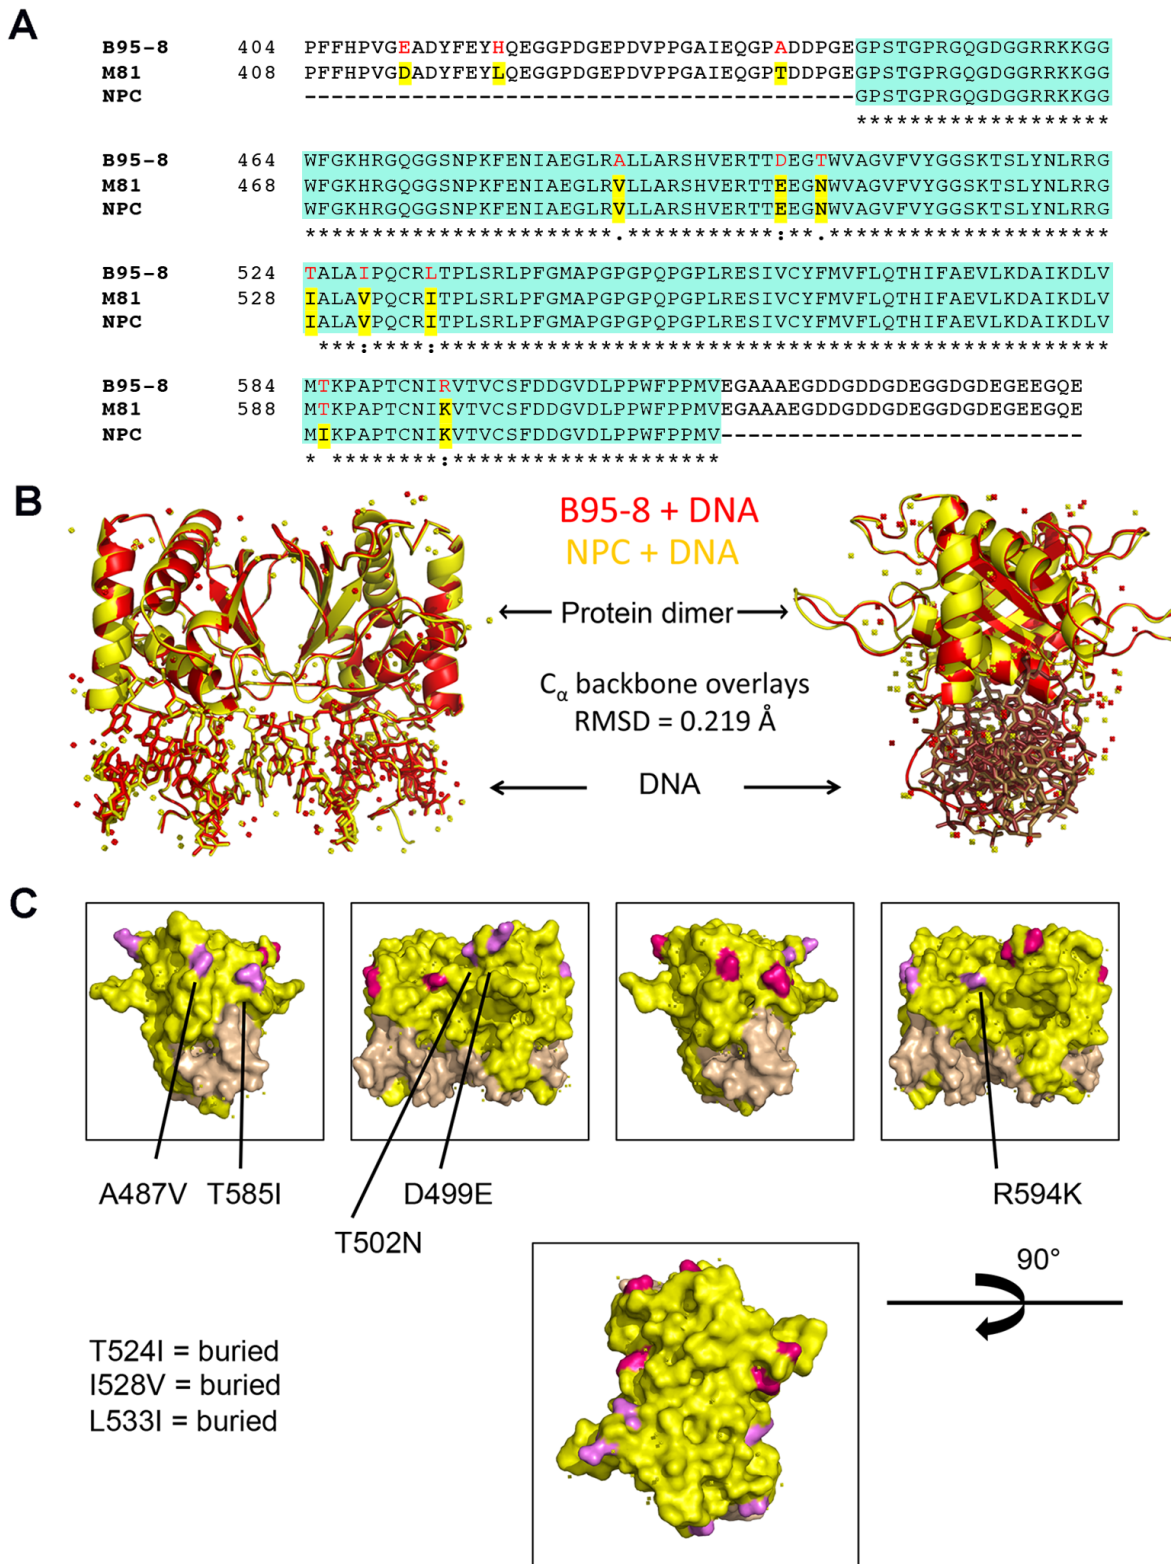 A
B95-8 404 PFFHPVGEADYFEYHQEGGPDGEPDVPPGAIEQGPADDPGEGPSTGPRGQGDGGRRKKGG
M81 408 PFFHPVGDADYFEYLQEGGPDGEPDVPPGAIEQGPTDDPGEGPSTGPRGQGDGGRRKKGG
NPC -----------------------------------------GPSTGPRGQGDGGRRKKGG
*******************
B95-8 464 WFGKHRGQGGSNPKFENIAEGLRALLARSHVERTTDEGTWVAGVFVYGGSKTSLYNLRRG
M81 468 WFGKHRGQGGSNPKFENIAEGLRVLLARSHVERTTEEGNWVAGVFVYGGSKTSLYNLRRG
NPC WFGKHRGQGGSNPKFENIAEGLRVLLARSHVERTTEEGNWVAGVFVYGGSKTSLYNLRRG
***********************.***********:**.*********************
B95-8 524 TALAIPQCRLTPLSRLPFGMAPGPGPQPGPLRESIVCYFMVFLQTHIFAEVLKDAIKDLV
M81 528 IALAVPQCRITPLSRLPFGMAPGPGPQPGPLRESIVCYFMVFLQTHIFAEVLKDAIKDLV
NPC IALAVPQCRITPLSRLPFGMAPGPGPQPGPLRESIVCYFMVFLQTHIFAEVLKDAIKDLV
***:****:**************************************************
B95-8 584 MTKPAPTCNIRVTVCSFDDGVDLPPWFPPMVEGAAAEGDDGDDGDEGGDGDEGEEGQE
M81 588 MTKPAPTCNIKVTVCSFDDGVDLPPWFPPMVEGAAAEGDDGDDGDEGGDGDEGEEGQE
NPC MIKPAPTCNIKVTVCSFDDGVDLPPWFPPMV---------------------------
* ********:********************
B
B95-8 + DNA
NPC + DNA
Protein dimer
Cα backbone overlays
RMSD = 0.219 Å
DNA
C
A487V T585I D499E R594K
T502N
90°
T524I = buried
I528V = buried
L533I = buried